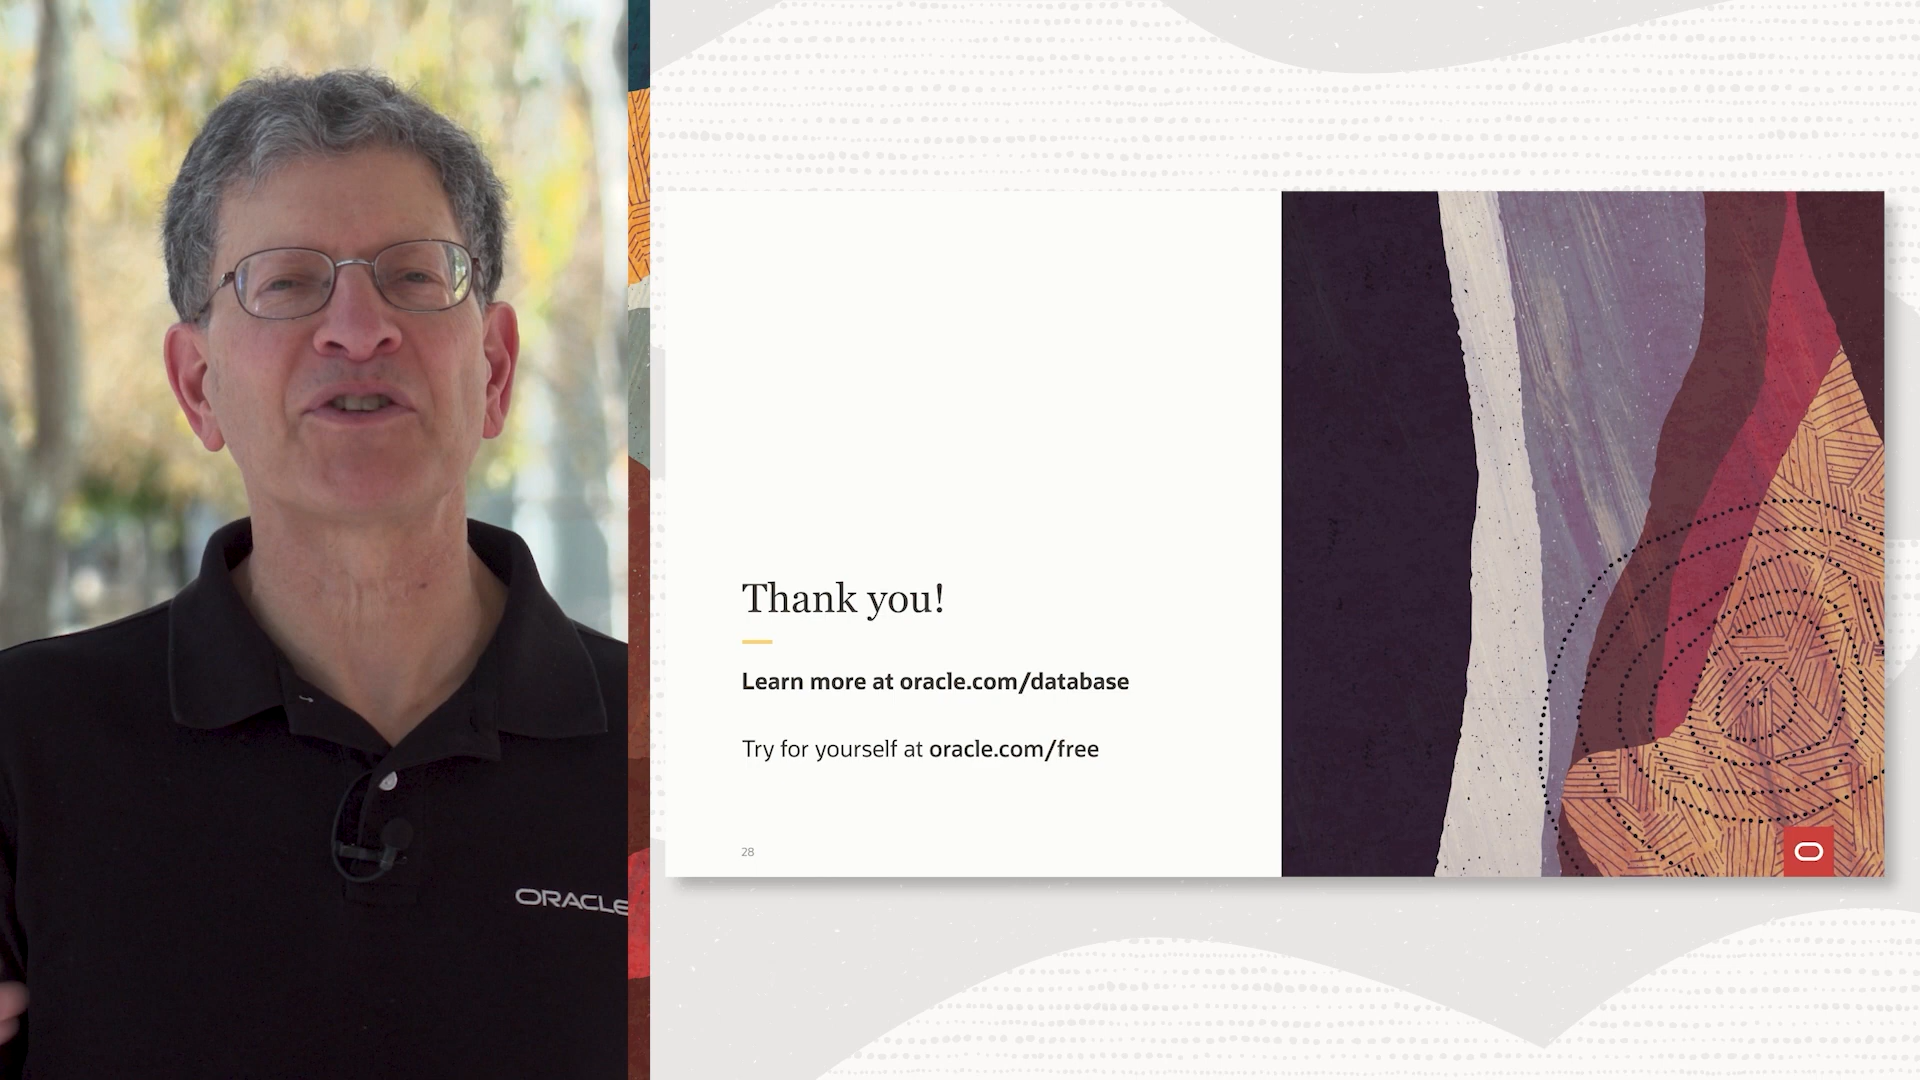 ORACLE
Thank you!
Learn more at oracle.com/database
Try for yourself at oracle.com/free
28